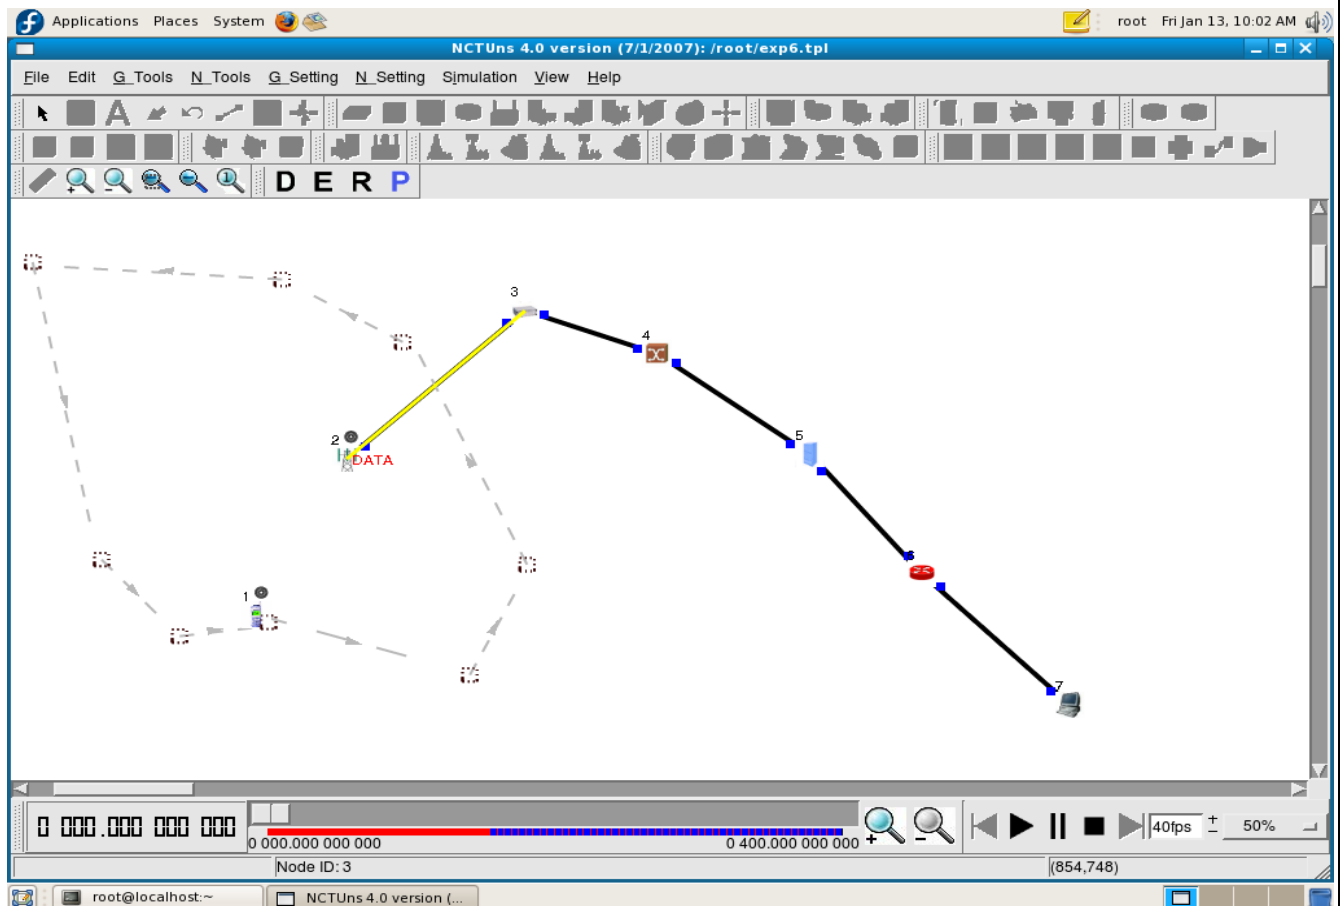 Applications Places System root Fri Jan 13, 10:02 AM
NCTUns 4.0 version (7/1/2007): /root/exp6.tpl
File Edit G_Tools N_Tools G_Setting N_Setting Simulation View Help
A
D E R P
3
4
2
5
DATA
6
1
7
0 000.000 000 000
40fps
50%
0 000.000 000 000 0 400.000 000 000
Node ID: 3 (854,748)
root@localhost:~ NCTUns 4.0 version (...